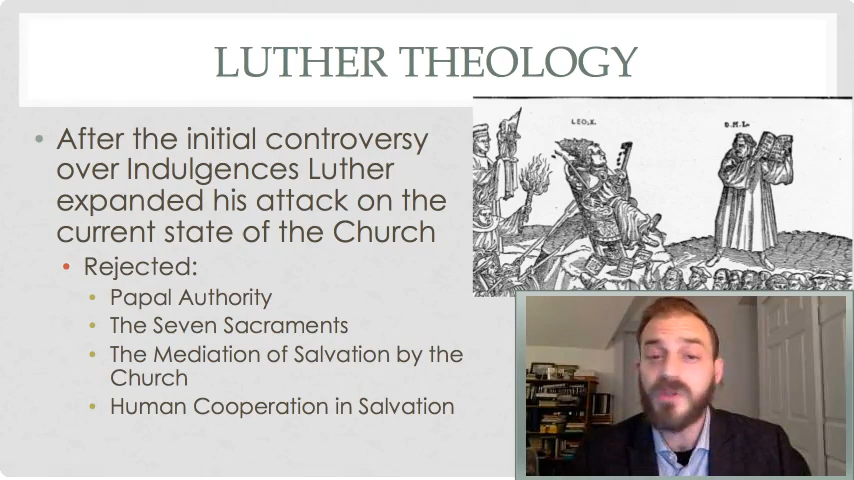 LUTHER THEOLOGY
• After the initial controversy
over Indulgences Luther
expanded his attack on the
current state of the Church
• Rejected:
• Papal Authority
• The Seven Sacraments
• The Mediation of Salvation by the
Church
• Human Cooperation in Salvation
LEO.X.
D.M.L.